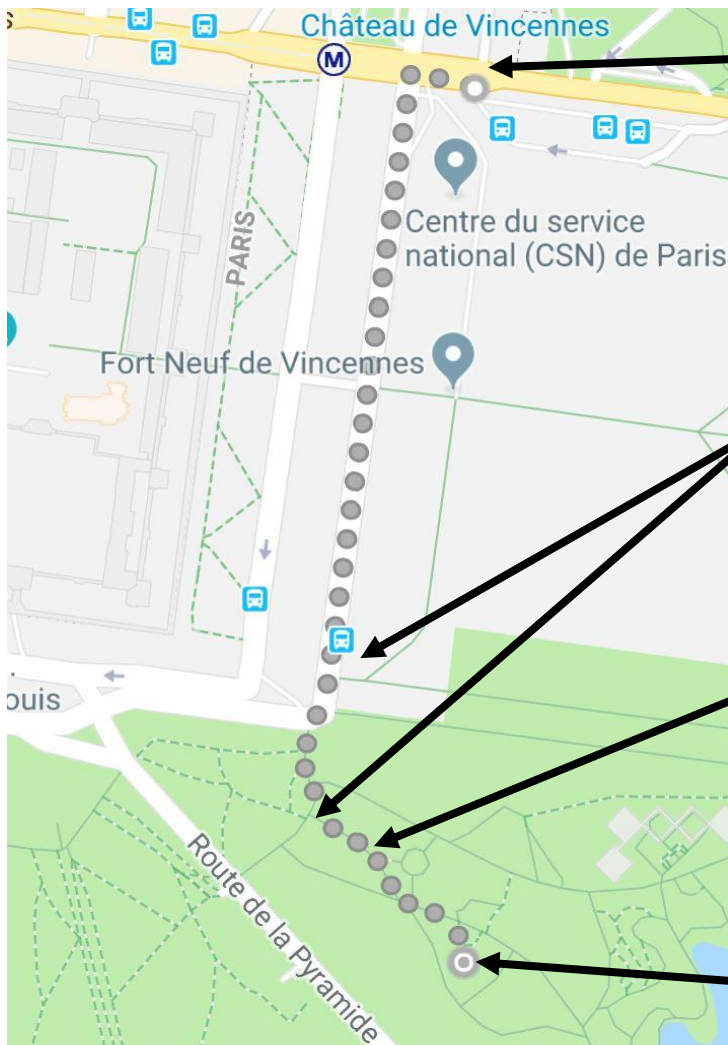 Château de Vincennes
M
PARIS
Centre du service
national (CSN) de Paris
Fort Neuf de Vincennes
ouis
Route de la Pyramide